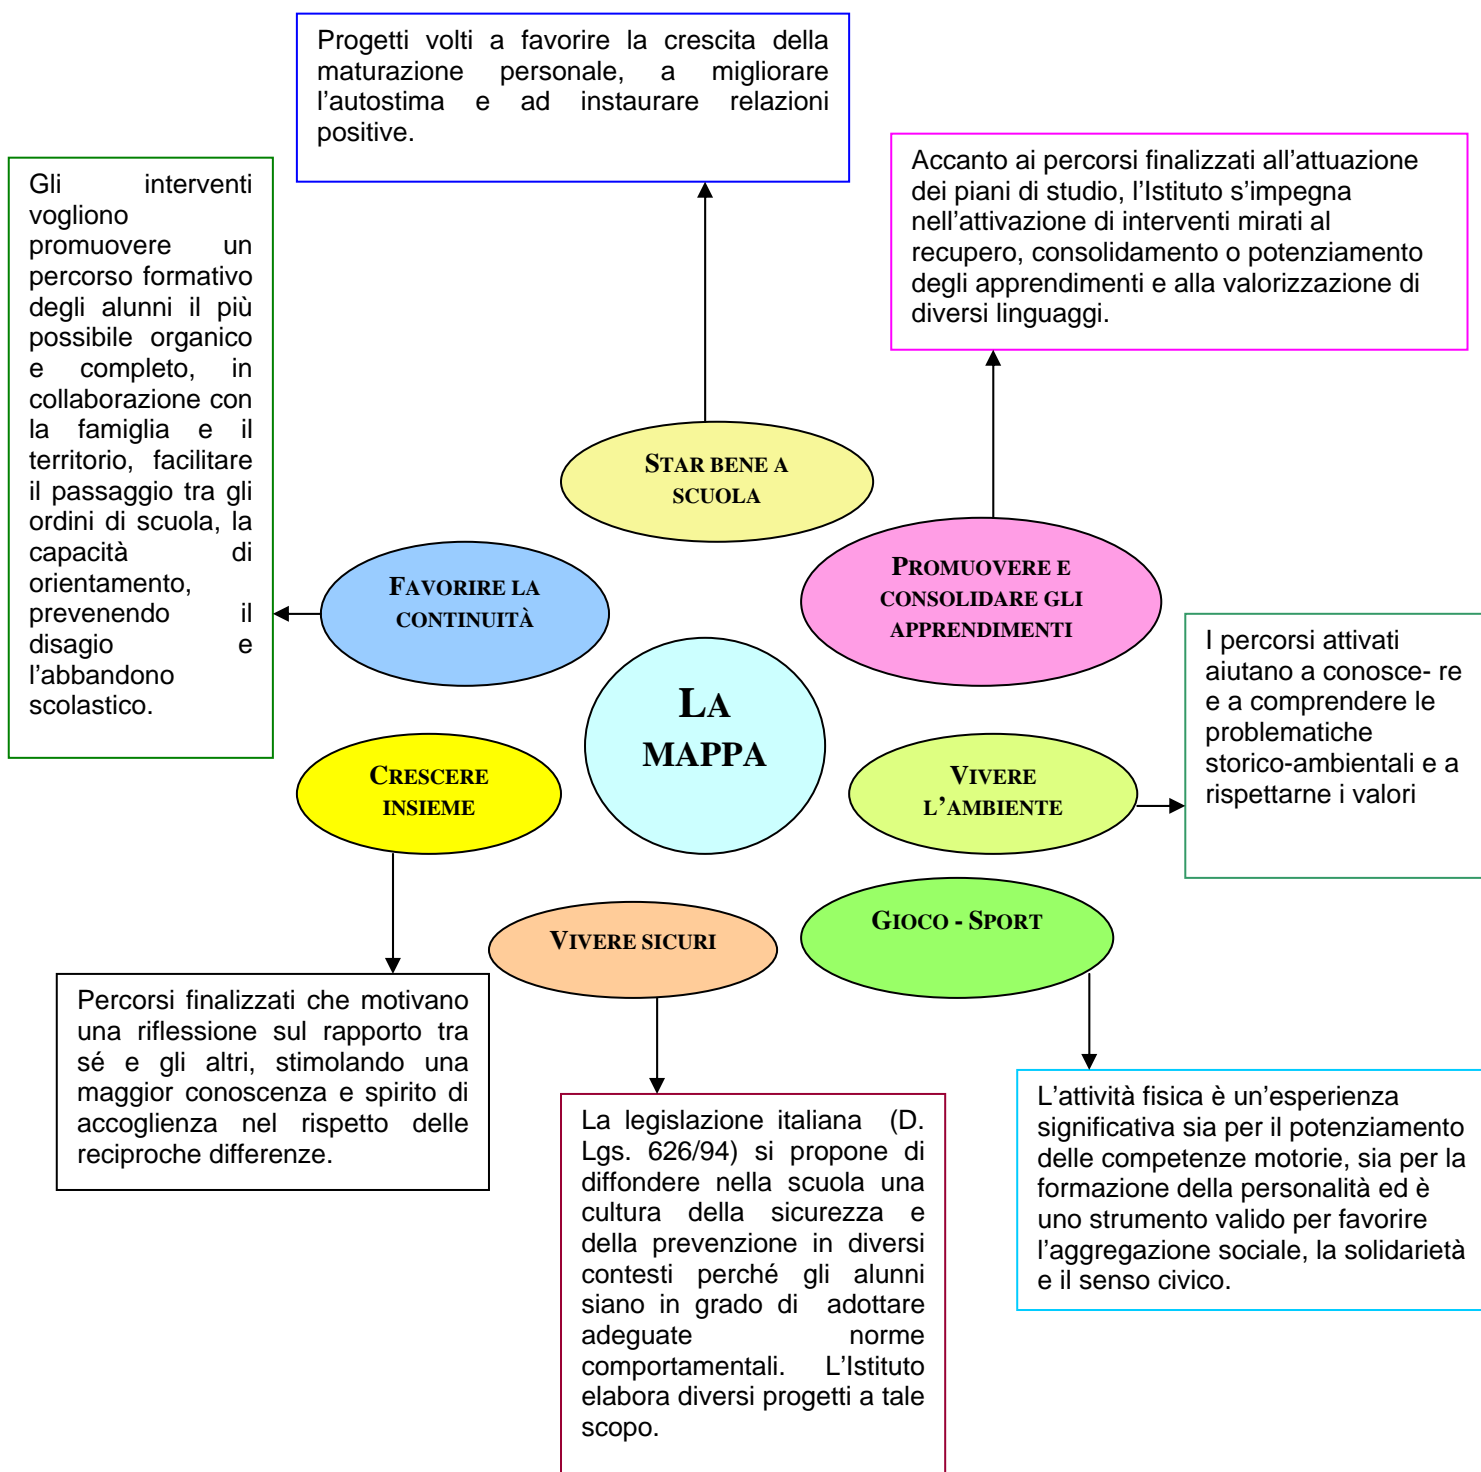 Progetti volti a favorire la crescita della
maturazione personale, a migliorare
l’autostima e ad instaurare relazioni
positive.
Accanto ai percorsi finalizzati all’attuazione
dei piani di studio, l’Istituto s’impegna
nell’attivazione di interventi mirati al
recupero, consolidamento o potenziamento
degli apprendimenti e alla valorizzazione di
diversi linguaggi.
Gli interventi
vogliono
promuovere un
percorso formativo
degli alunni il più
possibile organico
e completo, in
collaborazione con
la famiglia e il
territorio, facilitare
il passaggio tra gli
ordini di scuola, la
capacità di
orientamento,
prevenendo il
disagio e
l’abbandono
scolastico.
STAR BENE A
SCUOLA
PROMUOVERE E
CONSOLIDARE GLI
APPRENDIMENTI
FAVORIRE LA
CONTINUITÀ
I percorsi attivati
aiutano a conosce- re
e a comprendere le
problematiche
storico-ambientali e a
rispettarne i valori
LA
MAPPA
CRESCERE
INSIEME
VIVERE
L’AMBIENTE
VIVERE SICURI
GIOCO - SPORT
Percorsi finalizzati che motivano
una riflessione sul rapporto tra
sé e gli altri, stimolando una
maggior conoscenza e spirito di
accoglienza nel rispetto delle
reciproche differenze.
La legislazione italiana (D.
Lgs. 626/94) si propone di
diffondere nella scuola una
cultura della sicurezza e
della prevenzione in diversi
contesti perché gli alunni
siano in grado di adottare
adeguate norme
comportamentali. L’Istituto
elabora diversi progetti a tale
scopo.
L’attività fisica è un’esperienza
significativa sia per il potenziamento
delle competenze motorie, sia per la
formazione della personalità ed è
uno strumento valido per favorire
l’aggregazione sociale, la solidarietà
e il senso civico.